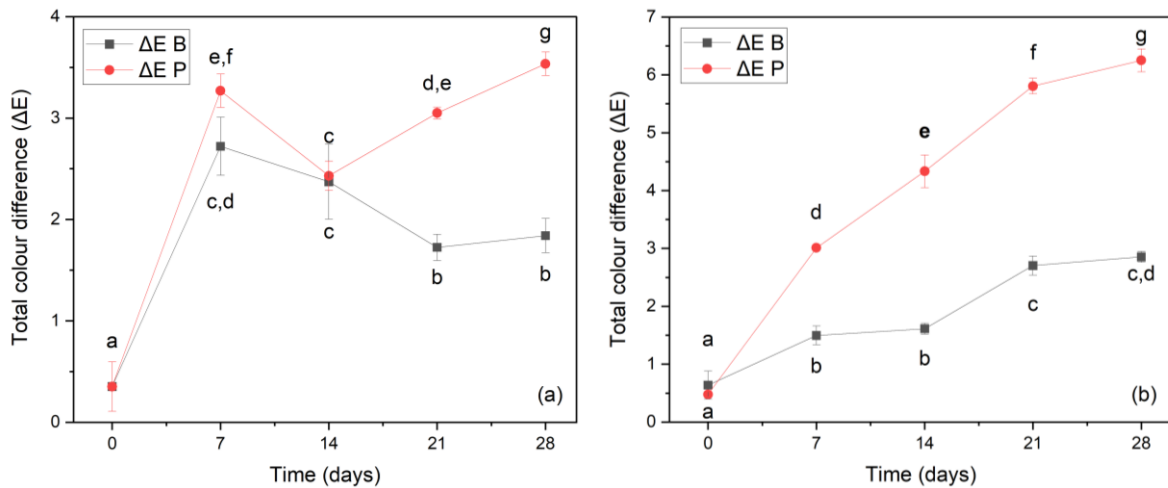 4
3
2
1
0
Total colour difference (ΔE)
ΔE B
ΔE P
a
e,f
c,d
c
c
d,e
b
g
b
(a)
0 7 14 21 28
Time (days)
7
6
5
4
3
2
1
0
Total colour difference (ΔE)
ΔE B
ΔE P
a
a
d
b
e
b
f
c
g
c,d
(b)
0 7 14 21 28
Time (days)